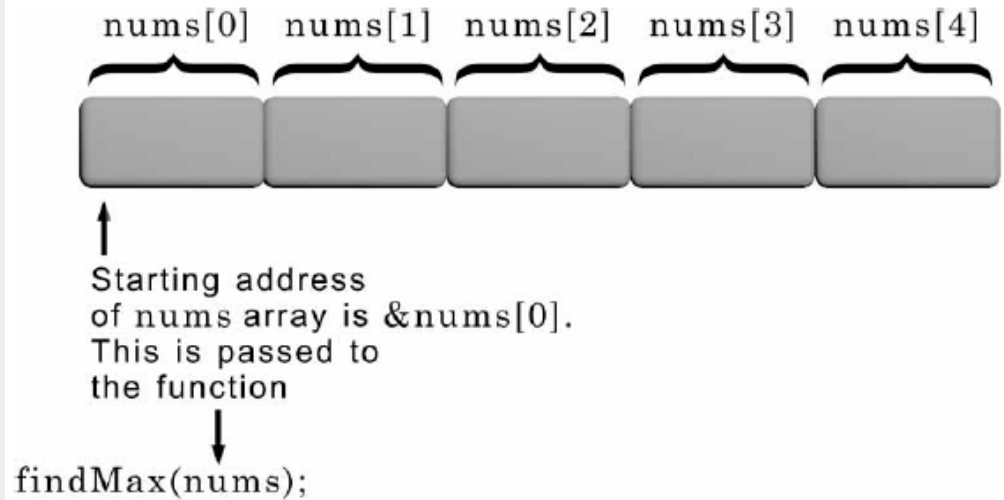 nums[0] nums[1] nums[2] nums[3] nums[4]
Starting address
of nums array is &nums[0].
This is passed to
the function
findMax(nums);